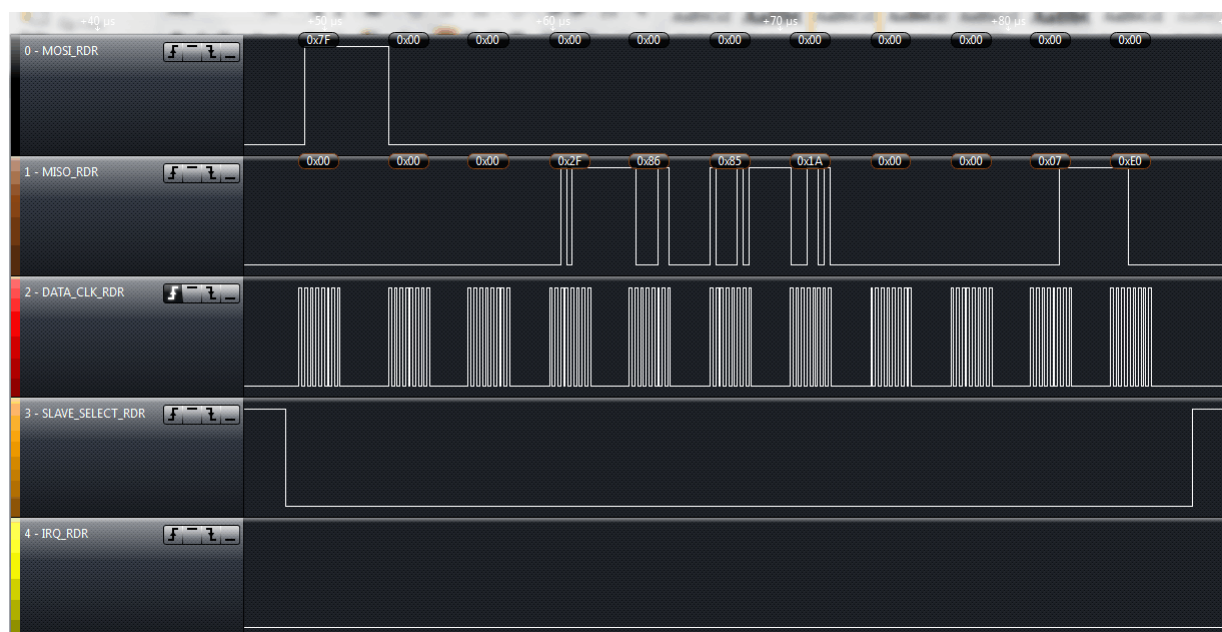 +40 µs +50 µs +60 µs +70 µs +80 µs
0 - MOSI_RDR 0x7F 0x00 0x00 0x00 0x00 0x00 0x00 0x00 0x00 0x00 0x00
1 - MISO_RDR 0x00 0x00 0x00 0x2F 0x86 0x85 0x1A 0x00 0x00 0x07 0xE0
2 - DATA_CLK_RDR
3 - SLAVE_SELECT_RDR
4 - IRQ_RDR